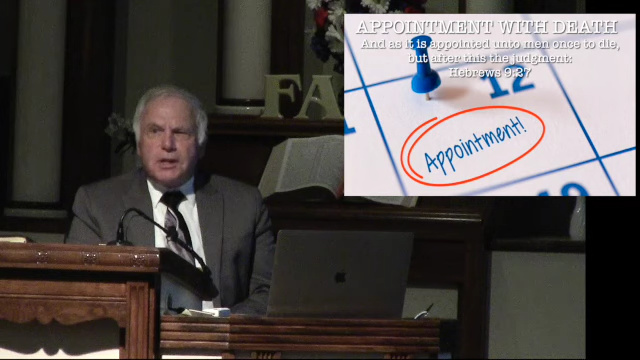 APPOINTMENT WITH DEATH
And as it is appointed unto men once to die,
but after this the judgment:
Hebrews 9:27
12
Appointment!
19
FA